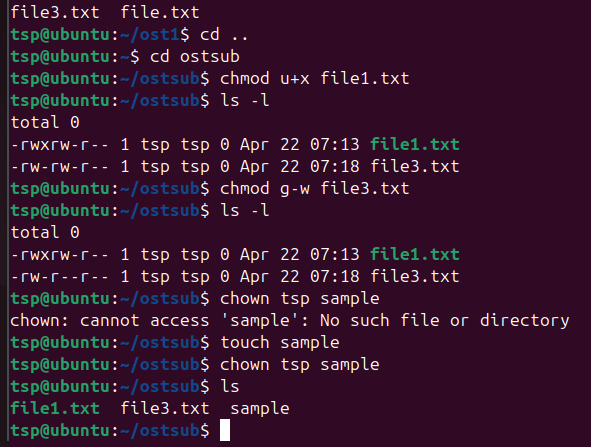 file3.txt  file.txt
tsp@ubuntu:~/ost1$ cd ..
tsp@ubuntu:~$ cd ostsub
tsp@ubuntu:~/ostsub$ chmod u+x file1.txt
tsp@ubuntu:~/ostsub$ ls -l
total 0
-rwxrw-r-- 1 tsp tsp 0 Apr 22 07:13 file1.txt
-rw-rw-r-- 1 tsp tsp 0 Apr 22 07:18 file3.txt
tsp@ubuntu:~/ostsub$ chmod g-w file3.txt
tsp@ubuntu:~/ostsub$ ls -l
total 0
-rwxrw-r-- 1 tsp tsp 0 Apr 22 07:13 file1.txt
-rw-r--r-- 1 tsp tsp 0 Apr 22 07:18 file3.txt
tsp@ubuntu:~/ostsub$ chown tsp sample
chown: cannot access 'sample': No such file or directory
tsp@ubuntu:~/ostsub$ touch sample
tsp@ubuntu:~/ostsub$ chown tsp sample
tsp@ubuntu:~/ostsub$ ls
file1.txt  file3.txt  sample
tsp@ubuntu:~/ostsub$